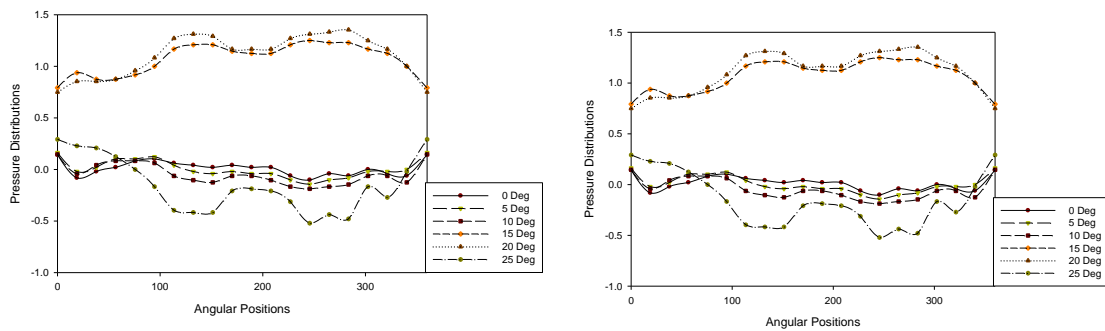 Pressure Distributions
1.5
1.0
0.5
0.0
-0.5
-1.0
0
100
200
300
Angular Positions
0 Deg
5 Deg
10 Deg
15 Deg
20 Deg
25 Deg
Pressure Distributions
1.5
1.0
0.5
0.0
-0.5
-1.0
0
100
200
300
Angular Positions
0 Deg
5 Deg
10 Deg
15 Deg
20 Deg
25 Deg